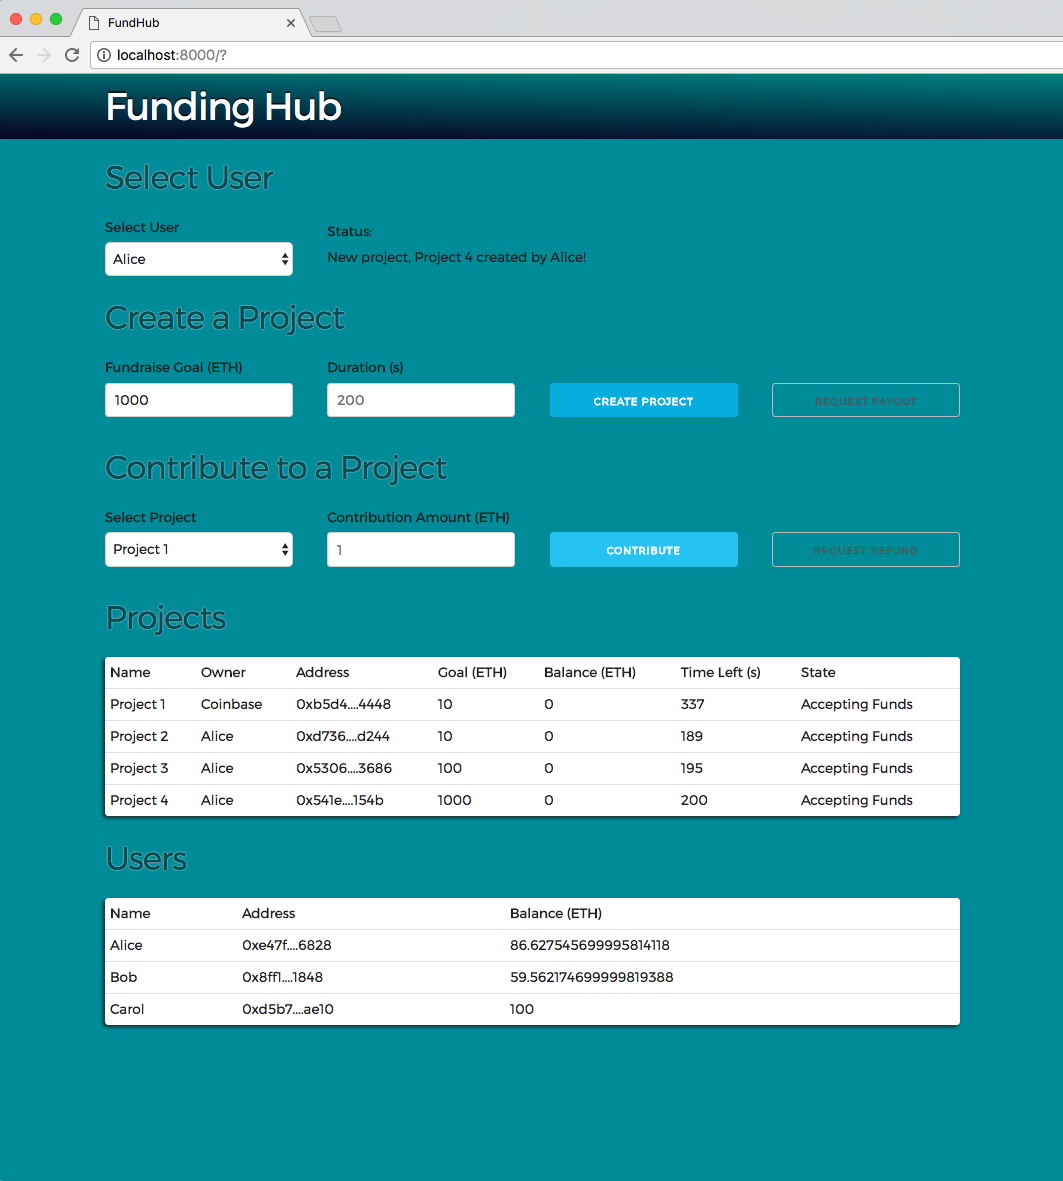 FundHub
localhost:8000/?
Funding Hub
Select User
Select User
Status:
Alice
New project, Project 4 created by Alice!
Create a Project
Fundraise Goal (ETH) Duration (s)
1000 200 CREATE PROJECT REQUEST PAYOUT
Contribute to a Project
Select Project Contribution Amount (ETH)
Project 1 1 CONTRIBUTE REQUEST REFUND
Projects
Name Owner Address Goal (ETH) Balance (ETH) Time Left (s) State
Project 1 Coinbase 0xb5d4....4448 10 0 337 Accepting Funds
Project 2 Alice 0xd736....d244 10 0 189 Accepting Funds
Project 3 Alice 0x5306....3686 100 0 195 Accepting Funds
Project 4 Alice 0x541e....154b 1000 0 200 Accepting Funds
Users
Name Address Balance (ETH)
Alice 0xe47f....6828 86.627545699995814118
Bob 0x8ff1....1848 59.562174699999819388
Carol 0xd5b7....ae10 100